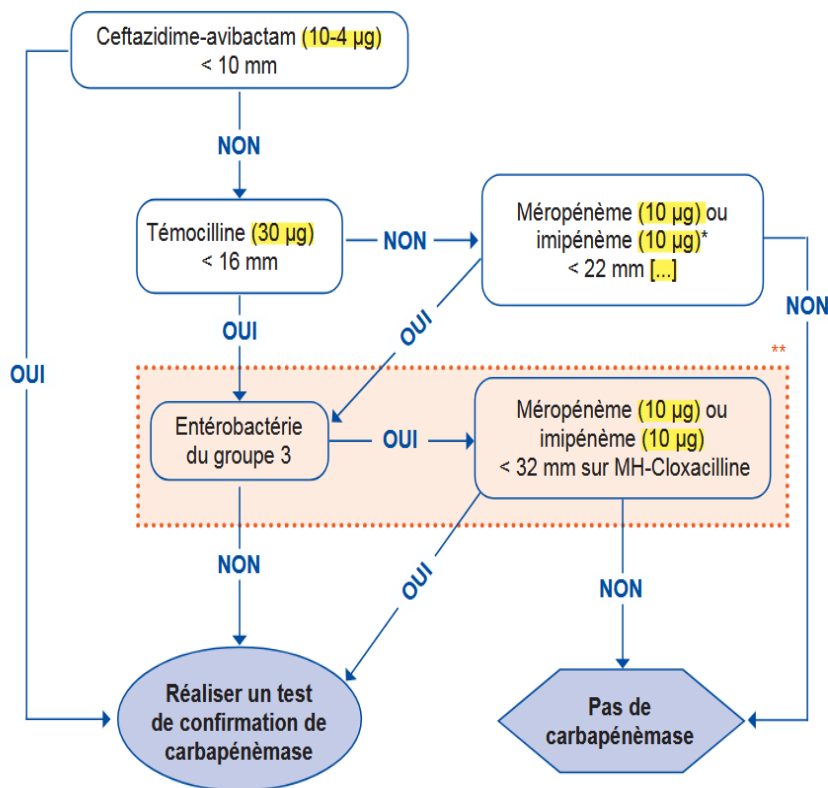 Ceftazidime-avibactam (10-4 µg)
< 10 mm
NON
Témocilline (30 µg)
< 16 mm
NON
Méropénème (10 µg) ou
imipénème (10 µg)*
< 22 mm [...]
NON
OUI
OUI
OUI
**
Entérobactérie
du groupe 3
OUI
Méropénème (10 µg) ou
imipénème (10 µg)
< 32 mm sur MH-Cloxacilline
NON
OUI
NON
Réaliser un test
de confirmation de
carbapénèmase
Pas de
carbapénèmase